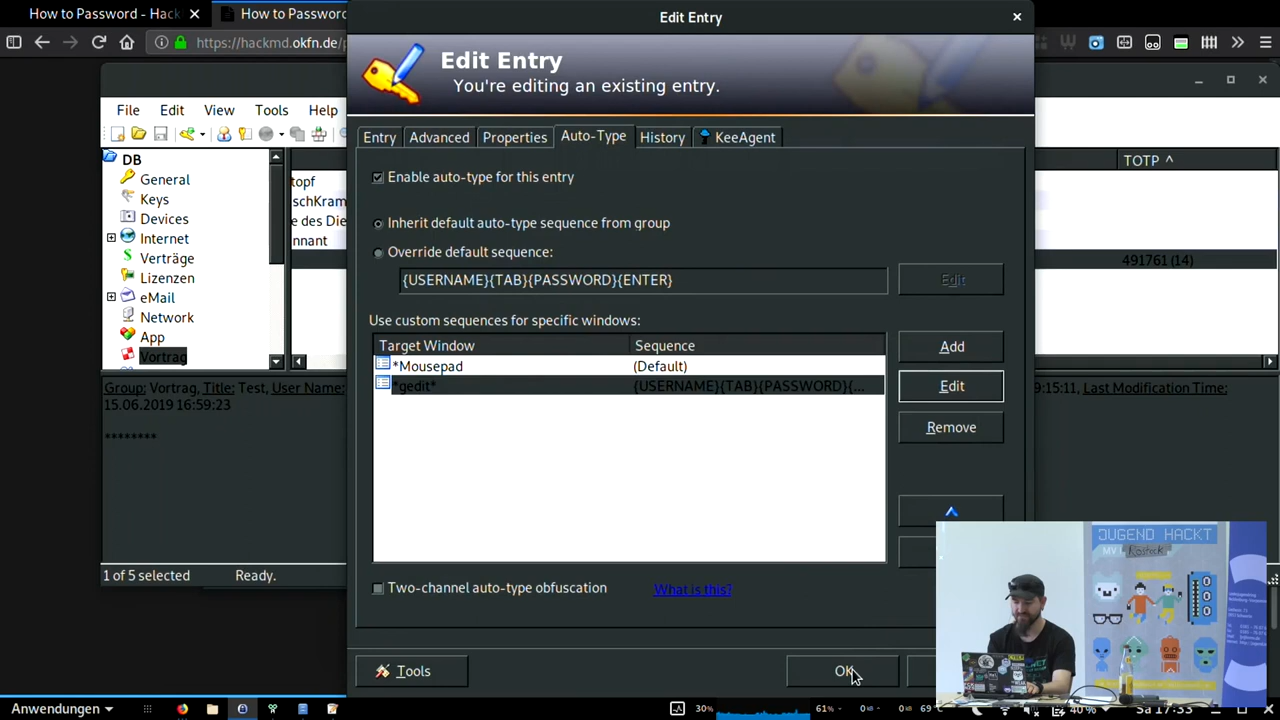 How to Password - Hack
How to Password
https://hackmd.okfn.de/p
Edit Entry
Edit Entry
You're editing an existing entry.
File Edit View Tools Help
Entry Advanced Properties Auto-Type History KeeAgent
TOTP
DB
General
Keys
Devices
Internet
Verträge
Lizenzen
eMail
Network
App
Vortrag
topf
schKram
e des Die
nnant
491761 (14)
Enable auto-type for this entry
Inherit default auto-type sequence from group
Override default sequence:
{USERNAME}{TAB}{PASSWORD}{ENTER}
Edit
Use custom sequences for specific windows:
Target Window Sequence
*Mousepad (Default)
*gedit* {USERNAME}{TAB}{PASSWORD}{...
Add
Edit
Remove
Group: Vortrag, Title: Test, User Name:
9:15:11, Last Modification Time:
15.06.2019 16:59:23
********
1 of 5 selected Ready.
Two-channel auto-type obfuscation What is this?
Tools
OK
JUGEND HACKT
MV Rostock
Anwendungen
30% 61% 0kB 0kB 69 40% Sa 17:33